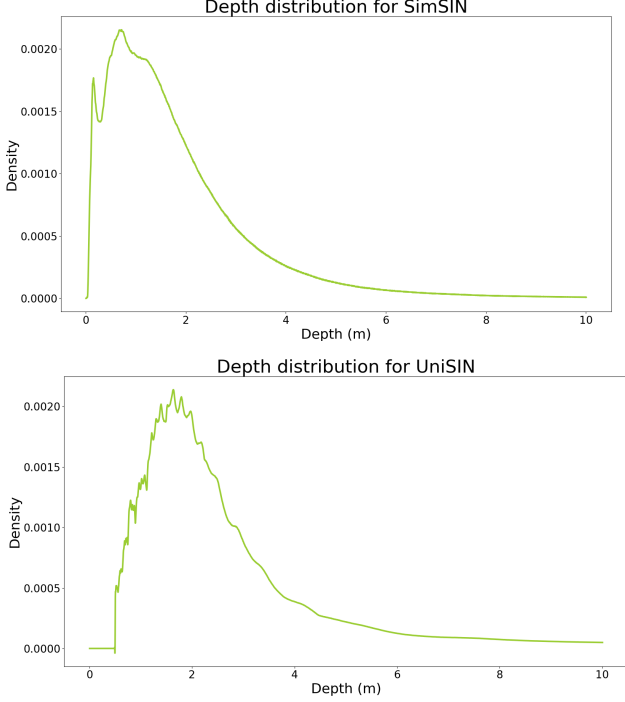 Depth distribution for SimSIN
0.0020
0.0015
0.0010
0.0005
0.0000
Density
0 2 4 6 8 10
Depth (m)
Depth distribution for UniSIN
0.0020
0.0015
0.0010
0.0005
0.0000
Density
0 2 4 6 8 10
Depth (m)